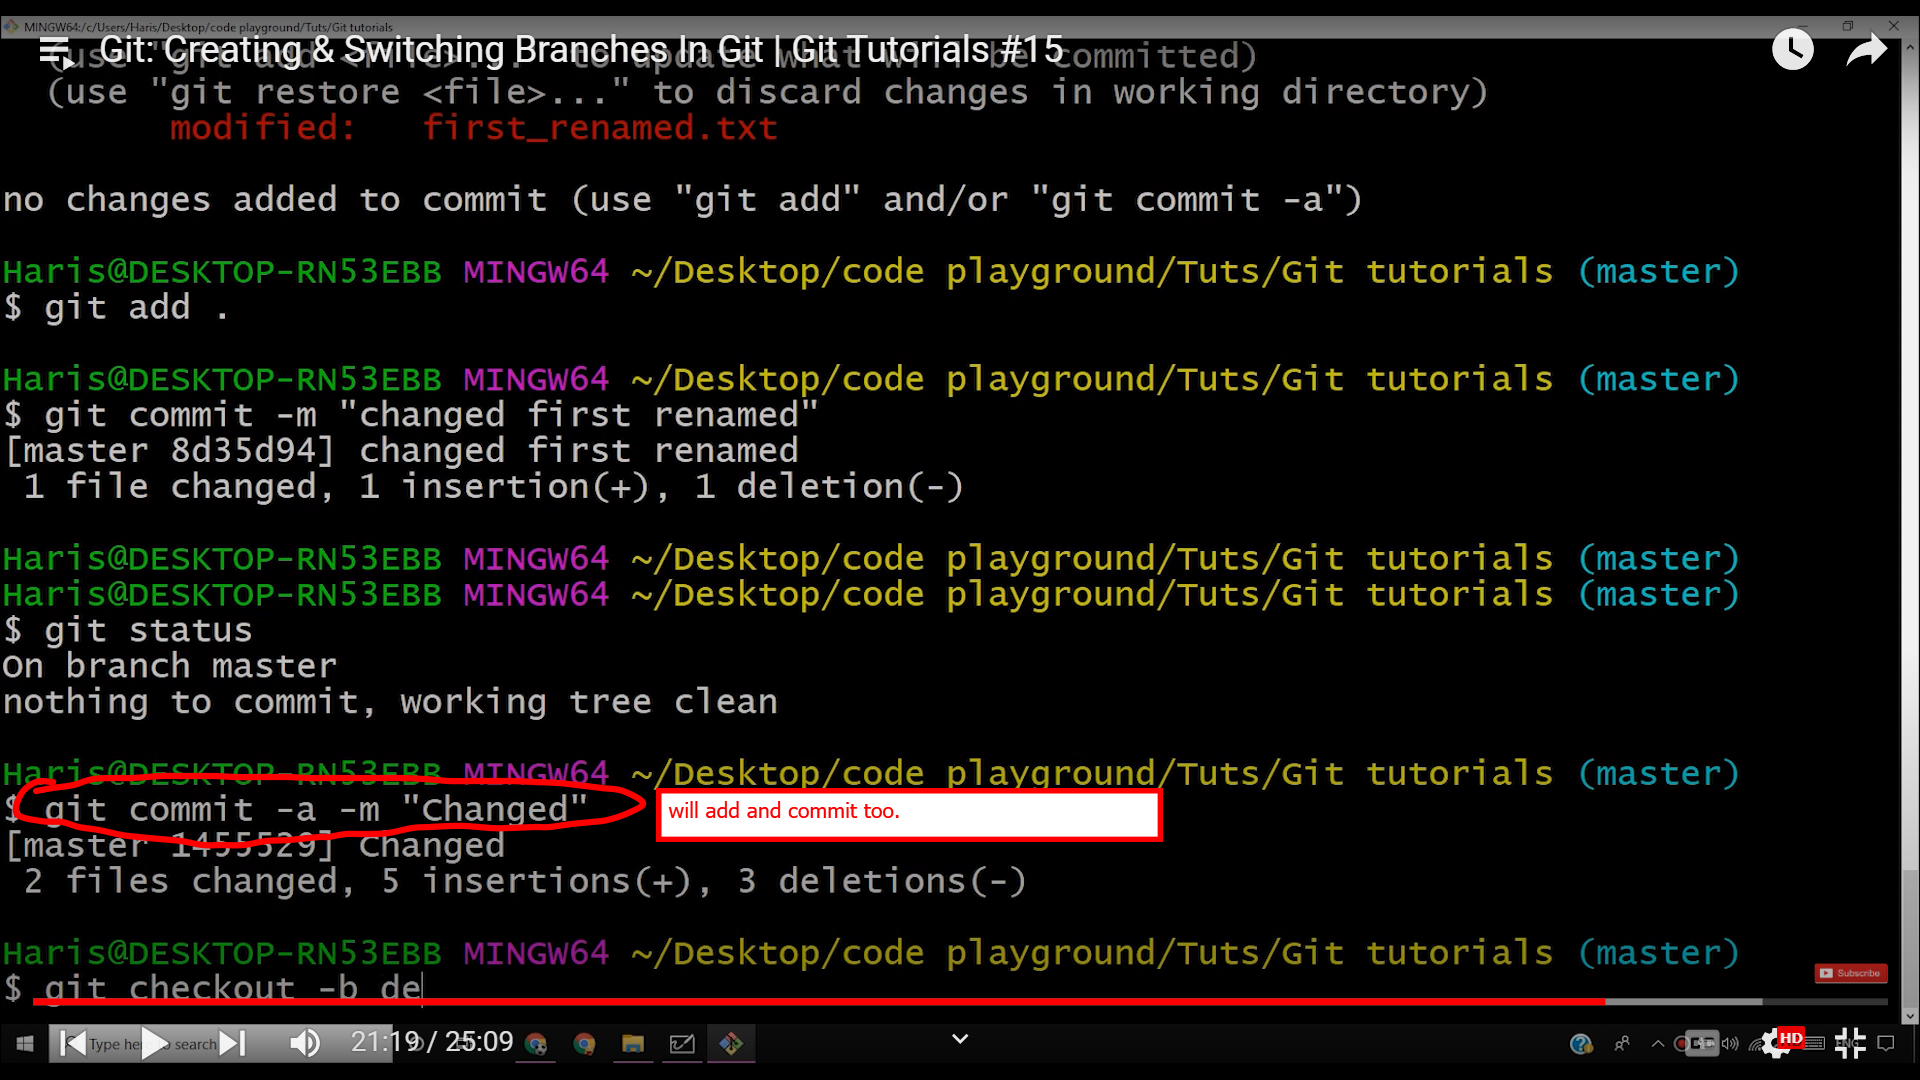 MINGW64:/c/Users/Haris/Desktop/code playground/Tuts/Git tutorials
Git: Creating & Switching Branches In Git | Git Tutorials #15
(use "git add <file>..." to update what will be committed)
(use "git restore <file>..." to discard changes in working directory)
modified: first_renamed.txt
no changes added to commit (use "git add" and/or "git commit -a")
Haris@DESKTOP-RN53EBB MINGW64 ~/Desktop/code playground/Tuts/Git tutorials (master)
$ git add .
Haris@DESKTOP-RN53EBB MINGW64 ~/Desktop/code playground/Tuts/Git tutorials (master)
$ git commit -m "changed first renamed"
[master 8d35d94] changed first renamed
1 file changed, 1 insertion(+), 1 deletion(-)
Haris@DESKTOP-RN53EBB MINGW64 ~/Desktop/code playground/Tuts/Git tutorials (master)
Haris@DESKTOP-RN53EBB MINGW64 ~/Desktop/code playground/Tuts/Git tutorials (master)
$ git status
On branch master
nothing to commit, working tree clean
Haris@DESKTOP-RN53EBB MINGW64 ~/Desktop/code playground/Tuts/Git tutorials (master)
$ git commit -a -m "Changed"
will add and commit too.
[master 1455529] Changed
2 files changed, 5 insertions(+), 3 deletions(-)
Haris@DESKTOP-RN53EBB MINGW64 ~/Desktop/code playground/Tuts/Git tutorials (master)
Subscribe
$ git checkout -b de
Type here search
21:19 / 25:09
HD
ENG